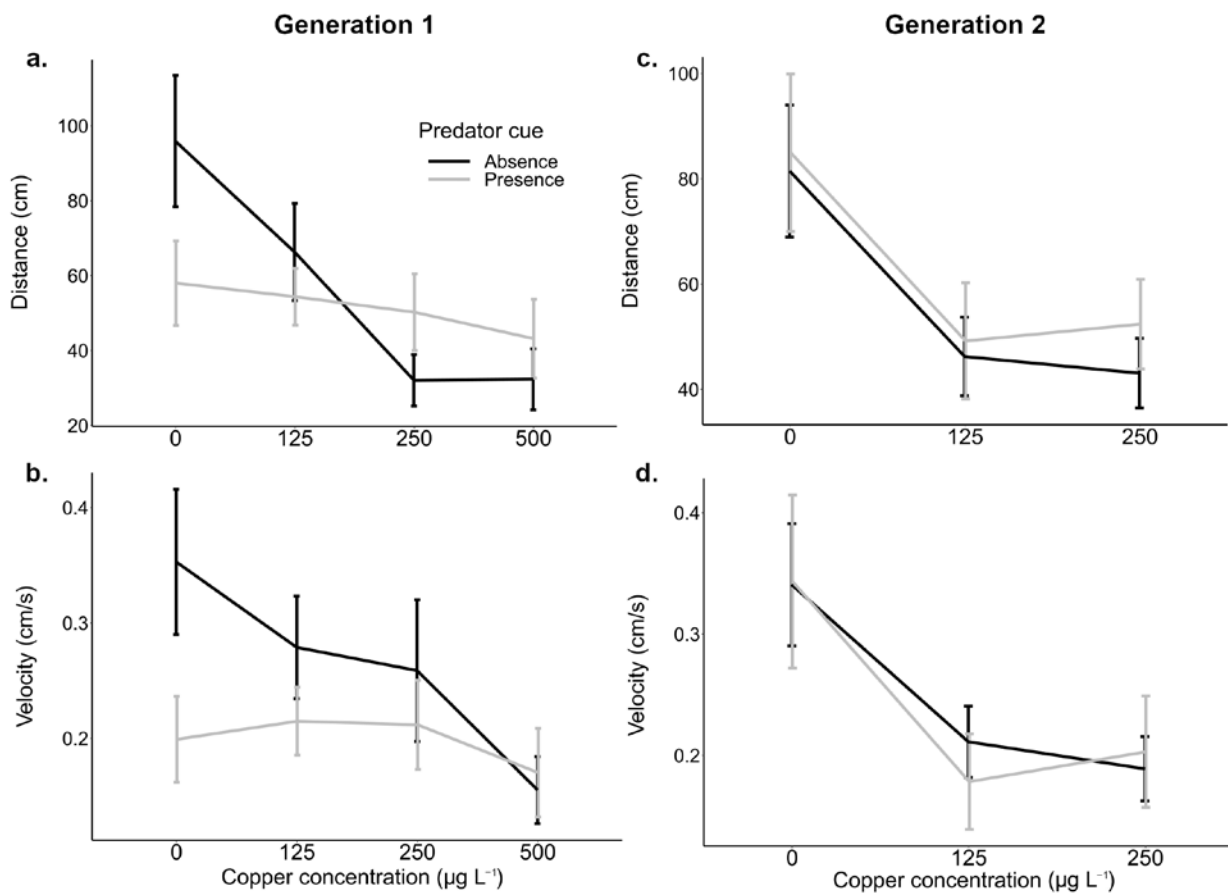 Generation 1
Generation 2
a.
Distance (cm)
100
80
60
40
20
0
125
250
500
Predator cue
Absence
Presence
c.
Distance (cm)
100
80
60
40
0
125
250
b.
Velocity (cm/s)
0.4
0.3
0.2
0
125
250
500
Copper concentration (µg L⁻¹)
d.
Velocity (cm/s)
0.4
0.3
0.2
0
125
250
Copper concentration (µg L⁻¹)